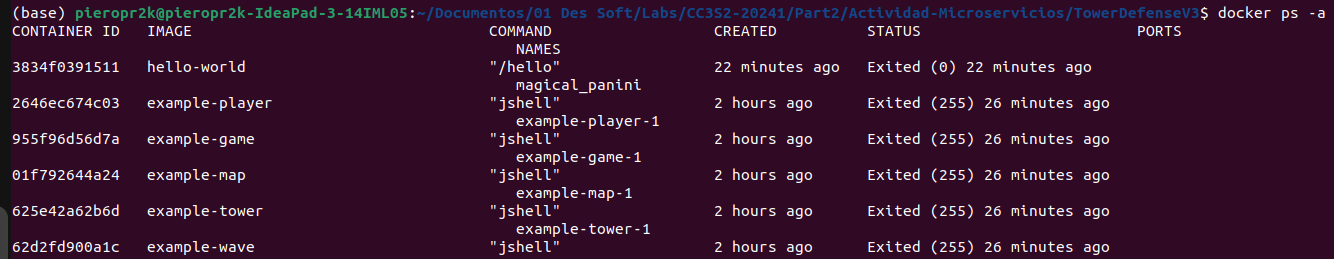 (base) pieropr2k@pieropr2k-IdeaPad-3-14IML05:~/Documentos/01 Des Soft/Labs/CC3S2-20241/Part2/Actividad-Microservicios/TowerDefenseV3$ docker ps -a
CONTAINER ID IMAGE COMMAND CREATED STATUS PORTS
NAMES
3834f0391511 hello-world "/hello" 22 minutes ago Exited (0) 22 minutes ago
magical_panini
2646ec674c03 example-player "jshell" 2 hours ago Exited (255) 26 minutes ago
example-player-1
955f96d56d7a example-game "jshell" 2 hours ago Exited (255) 26 minutes ago
example-game-1
01f792644a24 example-map "jshell" 2 hours ago Exited (255) 26 minutes ago
example-map-1
625e42a62b6d example-tower "jshell" 2 hours ago Exited (255) 26 minutes ago
example-tower-1
62d2fd900a1c example-wave "jshell" 2 hours ago Exited (255) 26 minutes ago